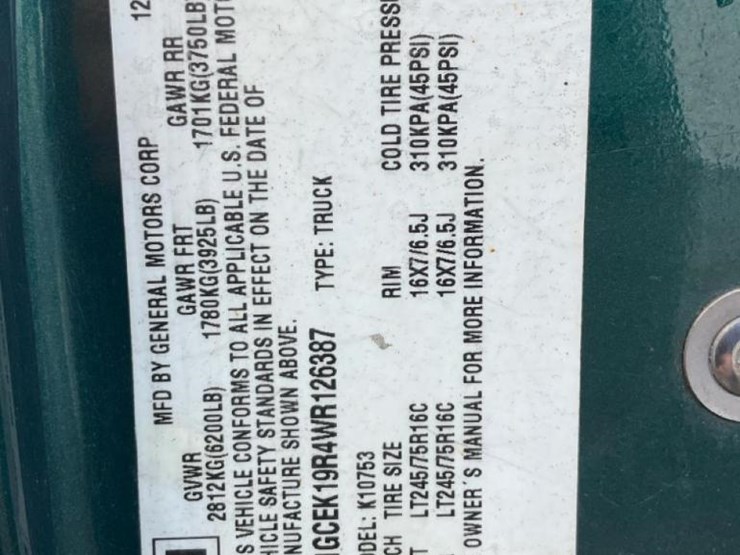 MFD BY GENERAL MOTORS CORP 12
GVWR GAWR FRT GAWR RR
2812KG(6200LB) 1780KG(3925LB) 1701KG(3750LB
S VEHICLE CONFORMS TO ALL APPLICABLE U.S. FEDERAL MOT
HICLE SAFETY STANDARDS IN EFFECT ON THE DATE OF
NUFACTURE SHOWN ABOVE.
GCEK19R4WR126387 TYPE: TRUCK
DEL: K10753
CH TIRE SIZE RIM COLD TIRE PRESS
T LT245/75R16C 16X7/6.5J 310KPA(45PSI)
LT245/75R16C 16X7/6.5J 310KPA(45PSI)
OWNER'S MANUAL FOR MORE INFORMATION.